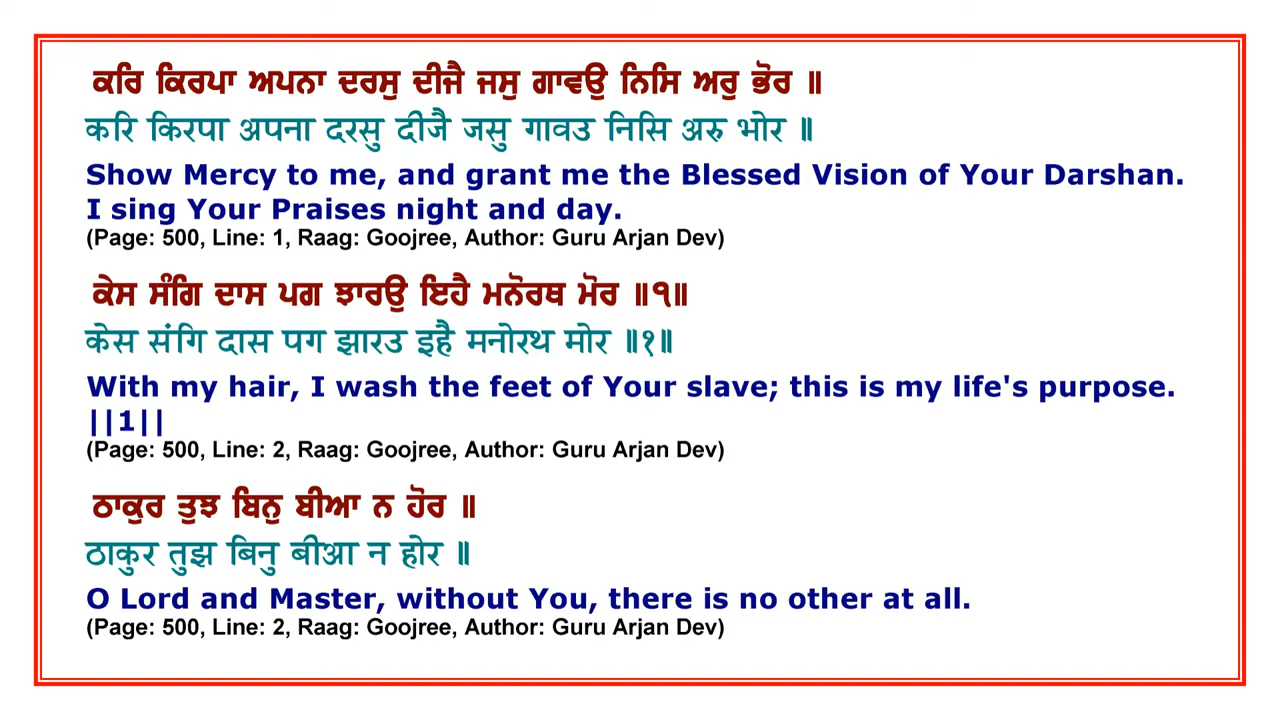 ਕਰਿ ਕਿਰਪਾ ਅਪਨਾ ਦਰਸੁ ਦੀਜੈ ਜਸੁ ਗਾਵਉ ਨਿਸਿ ਅਰੁ ਭੋਰ ॥
करि किरपा अपना दरसु दीजै जसु गावउ निसि अरु भोर ॥
Show Mercy to me, and grant me the Blessed Vision of Your Darshan.
I sing Your Praises night and day.
(Page: 500, Line: 1, Raag: Goojree, Author: Guru Arjan Dev)
ਕੇਸ ਸੰਗਿ ਦਾਸ ਪਗ ਝਾਰਉ ਇਹੈ ਮਨੋਰਥ ਮੋਰ ॥੧॥
केस संगि दास पग झारउ इहै मनोरथ मोर ॥१॥
With my hair, I wash the feet of Your slave; this is my life's purpose.
||1||
(Page: 500, Line: 2, Raag: Goojree, Author: Guru Arjan Dev)
ਠਾਕੁਰ ਤੁਝ ਬਿਨੁ ਬੀਆ ਨ ਹੋਰ ॥
ठाकुर तुझ बिनु बीआ न होर ॥
O Lord and Master, without You, there is no other at all.
(Page: 500, Line: 2, Raag: Goojree, Author: Guru Arjan Dev)